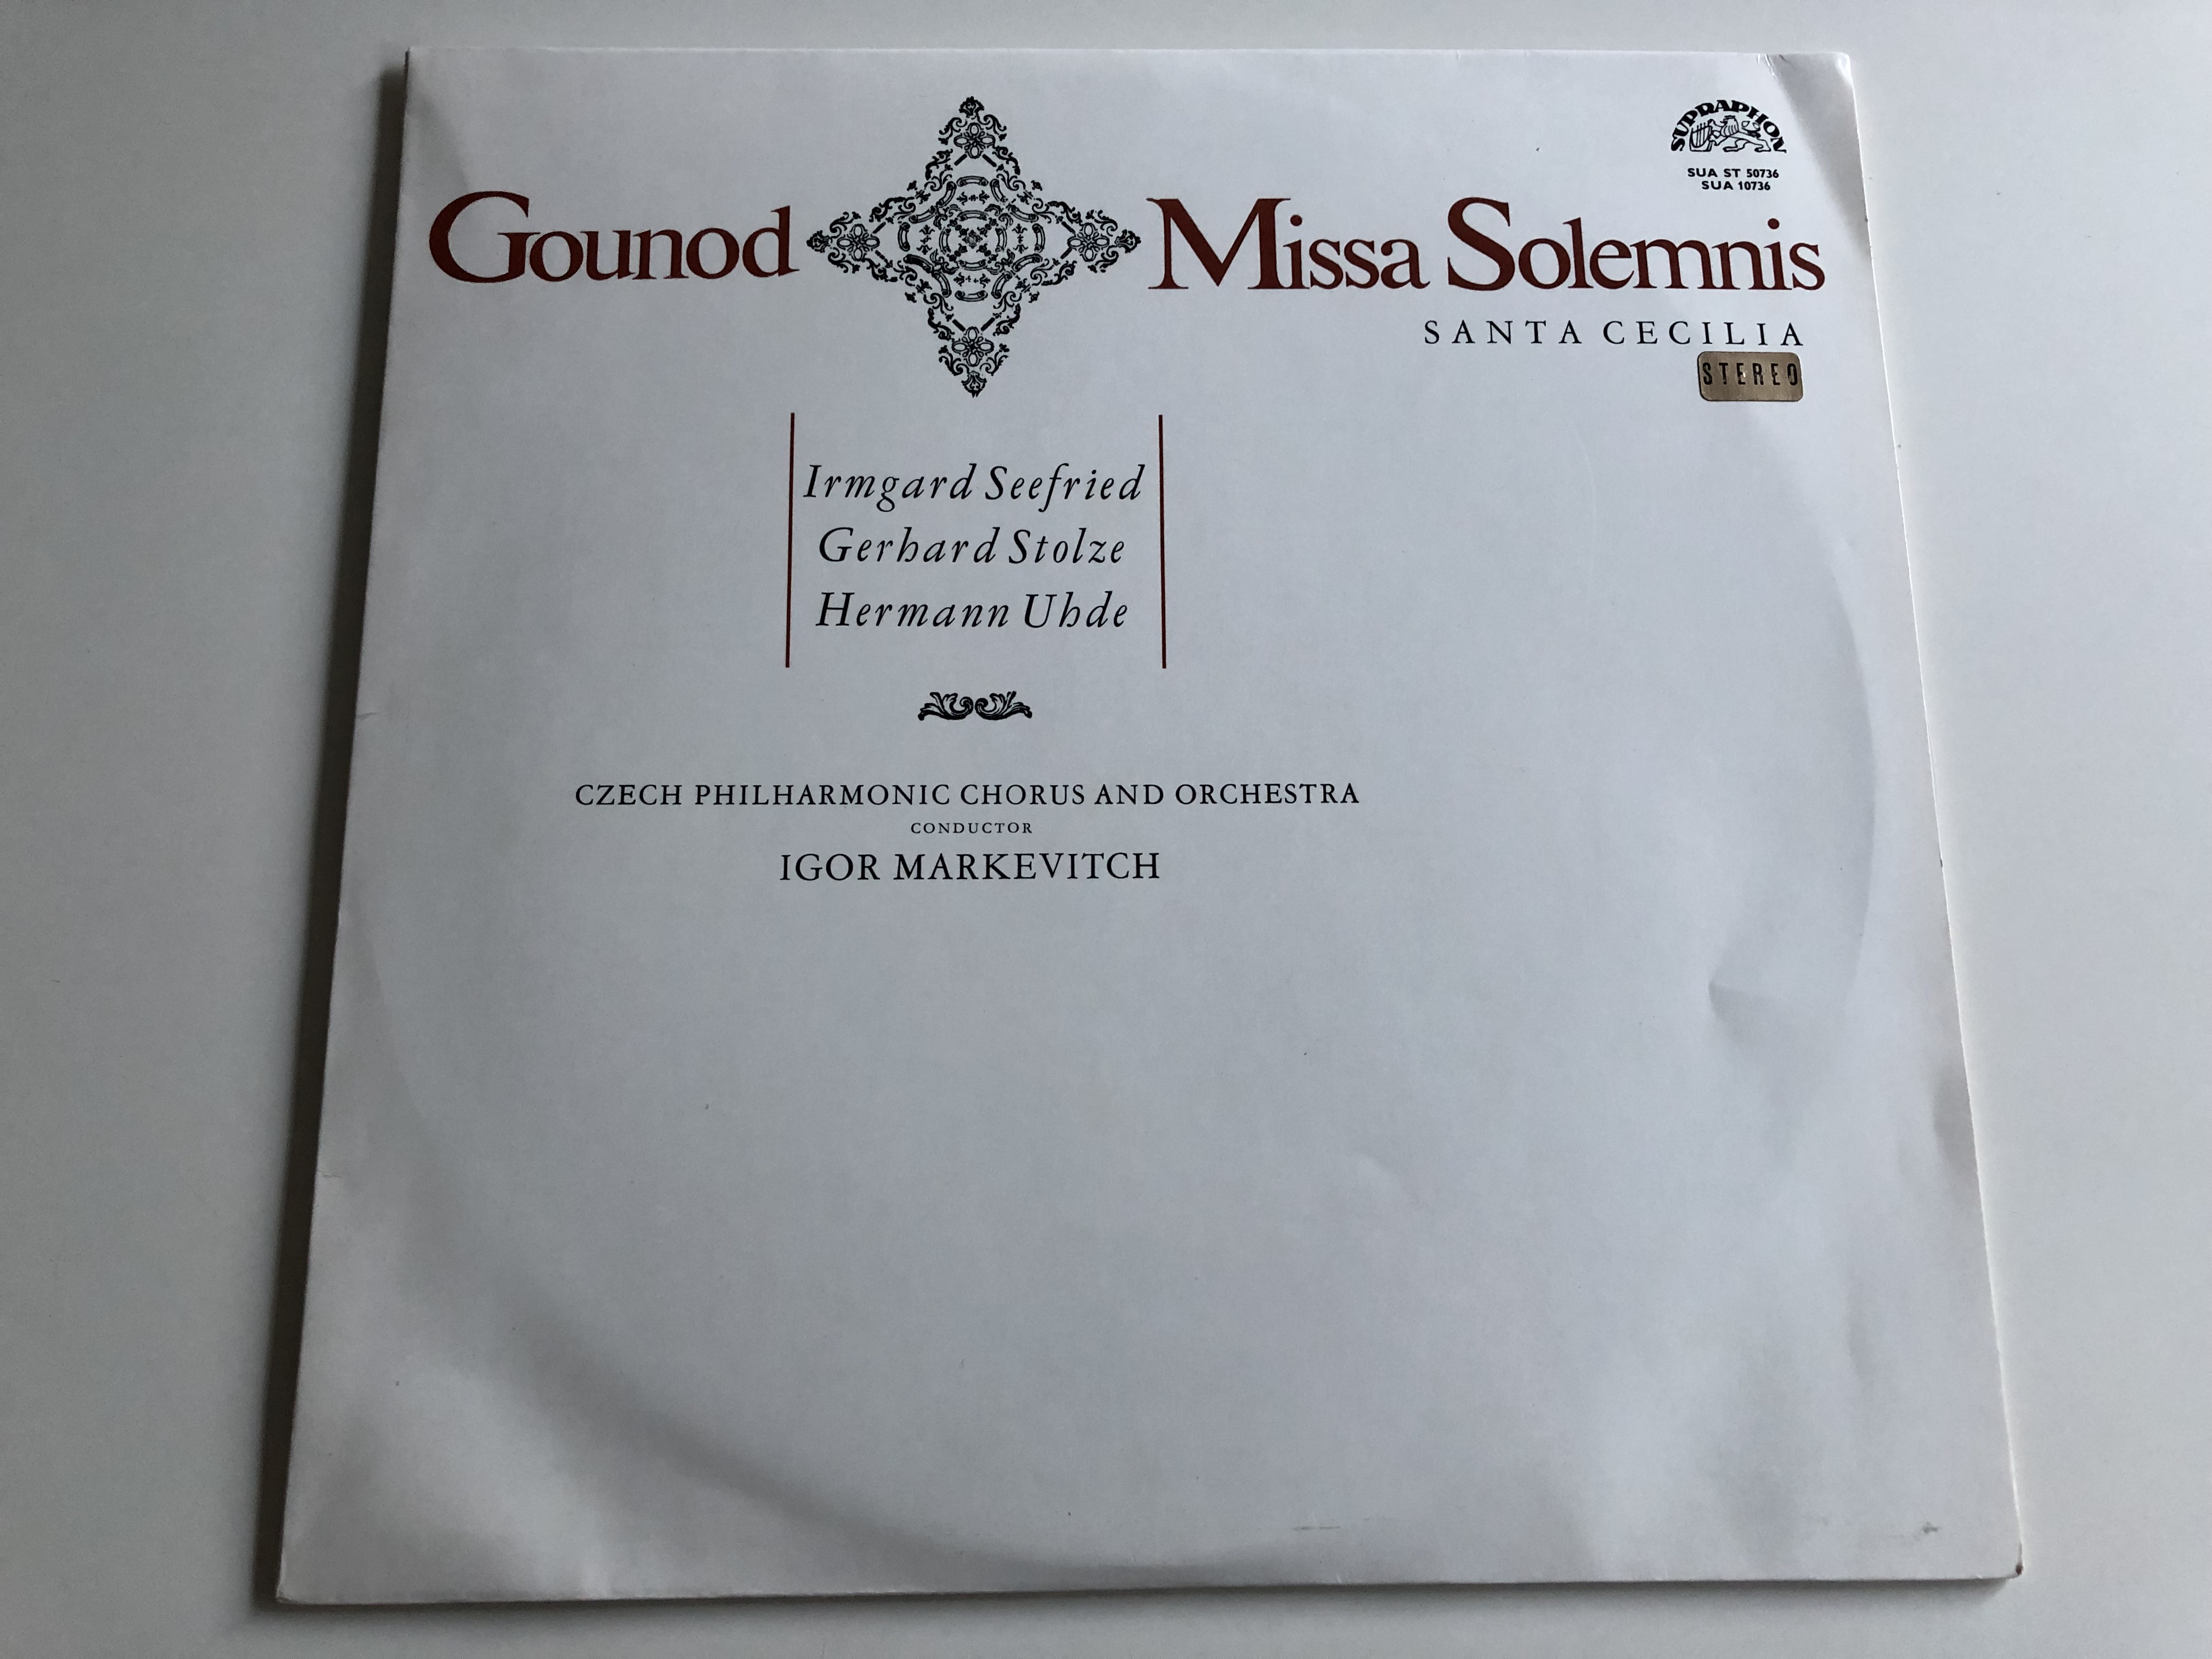 SUPRAPHON
SUA ST 50736
SUA 10736
Gounod Missa Solemnis
SANTA CECILIA
STEREO
Irmgard Seefried
Gerhard Stolze
Hermann Uhde
CZECH PHILHARMONIC CHORUS AND ORCHESTRA
CONDUCTOR
IGOR MARKEVITCH